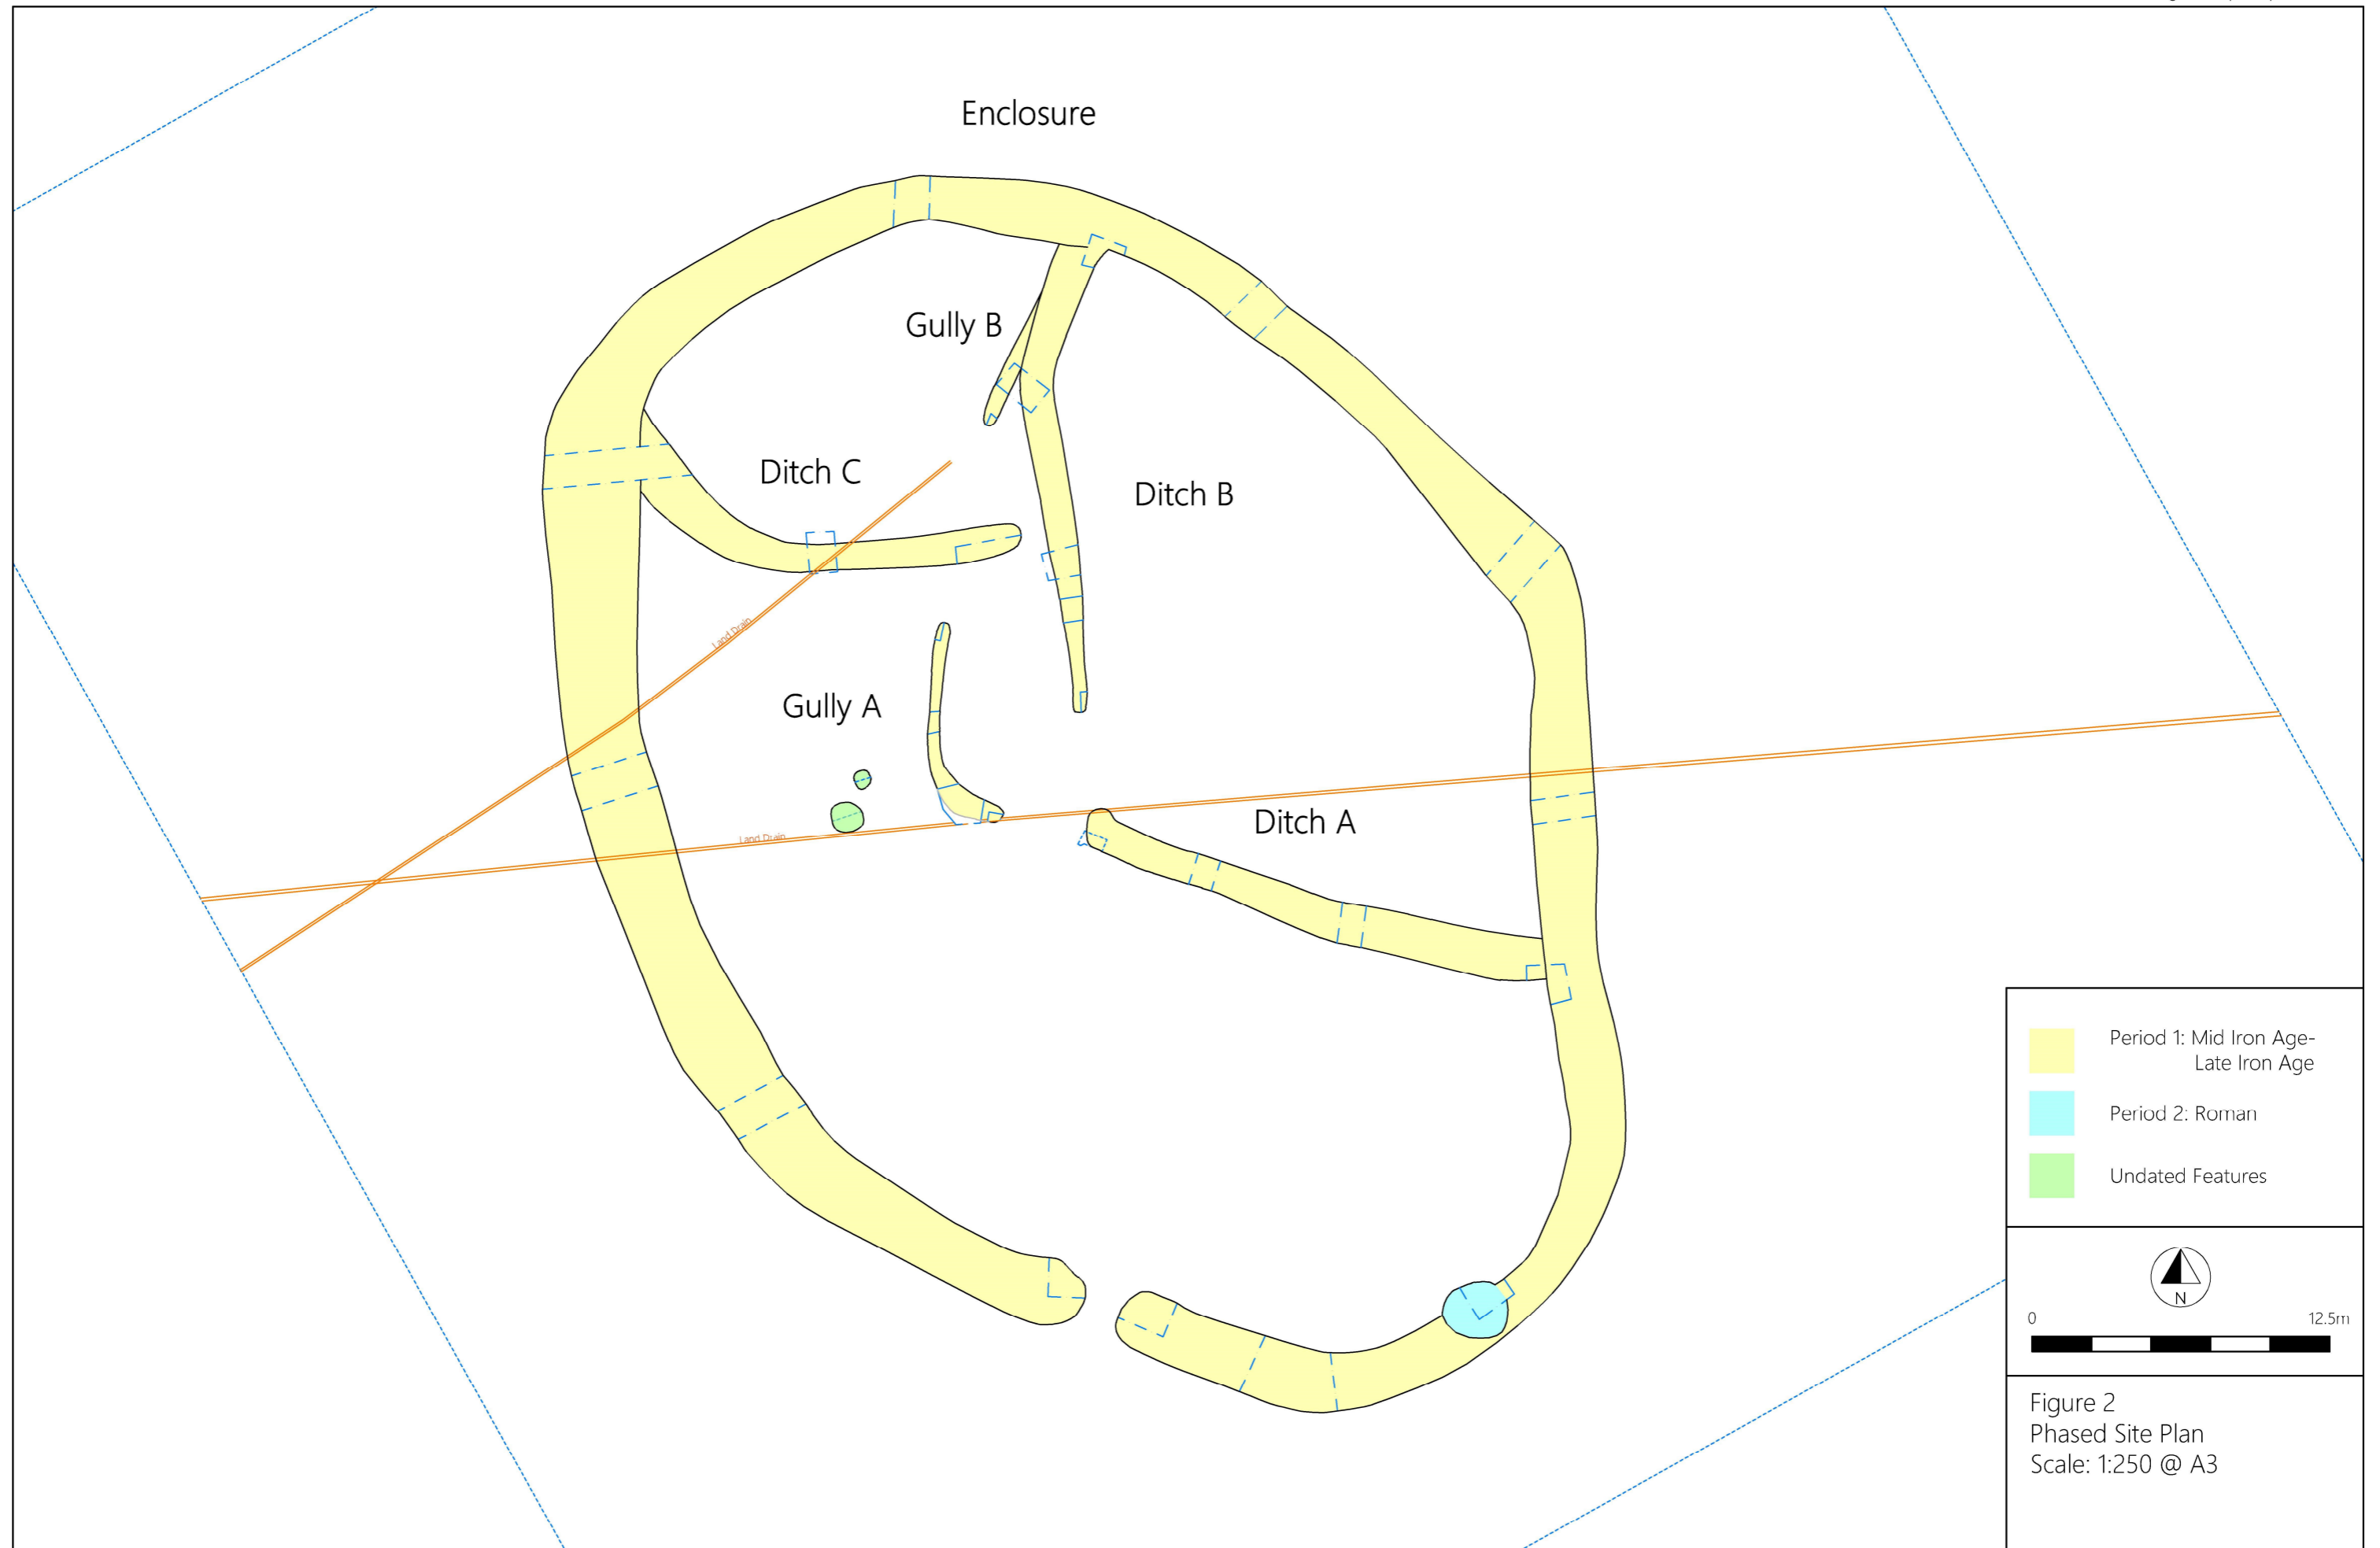 Enclosure
Gully B
Ditch C
Ditch B
Land Drain
Gully A
Land Drain
Ditch A
Period 1: Mid Iron Age-
Late Iron Age
Period 2: Roman
Undated Features
N
0 12.5m
Figure 2
Phased Site Plan
Scale: 1:250 @ A3